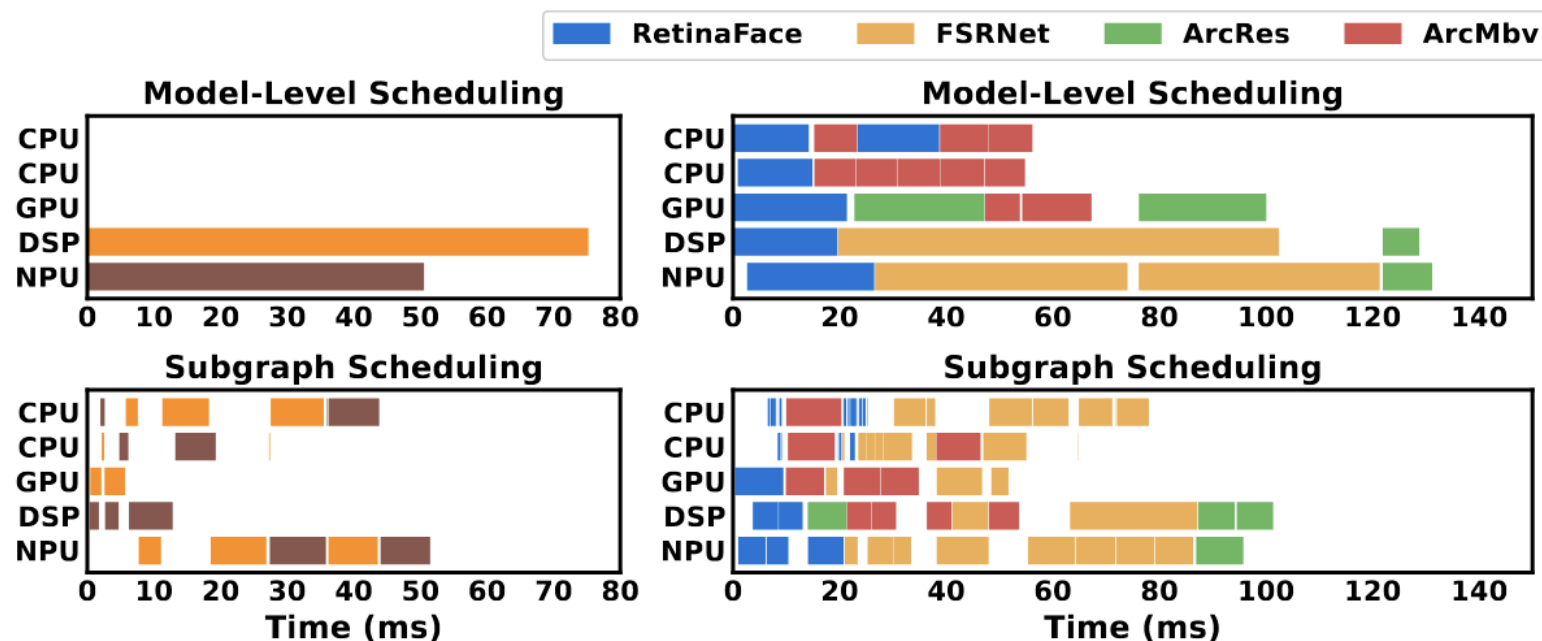 RetinaFace FSRNet ArcRes ArcMbv
Model-Level Scheduling
CPU
CPU
GPU
DSP
NPU
0 10 20 30 40 50 60 70 80
Model-Level Scheduling
CPU
CPU
GPU
DSP
NPU
0 20 40 60 80 100 120 140
Subgraph Scheduling
CPU
CPU
GPU
DSP
NPU
0 10 20 30 40 50 60 70 80
Time (ms)
Subgraph Scheduling
CPU
CPU
GPU
DSP
NPU
0 20 40 60 80 100 120 140
Time (ms)